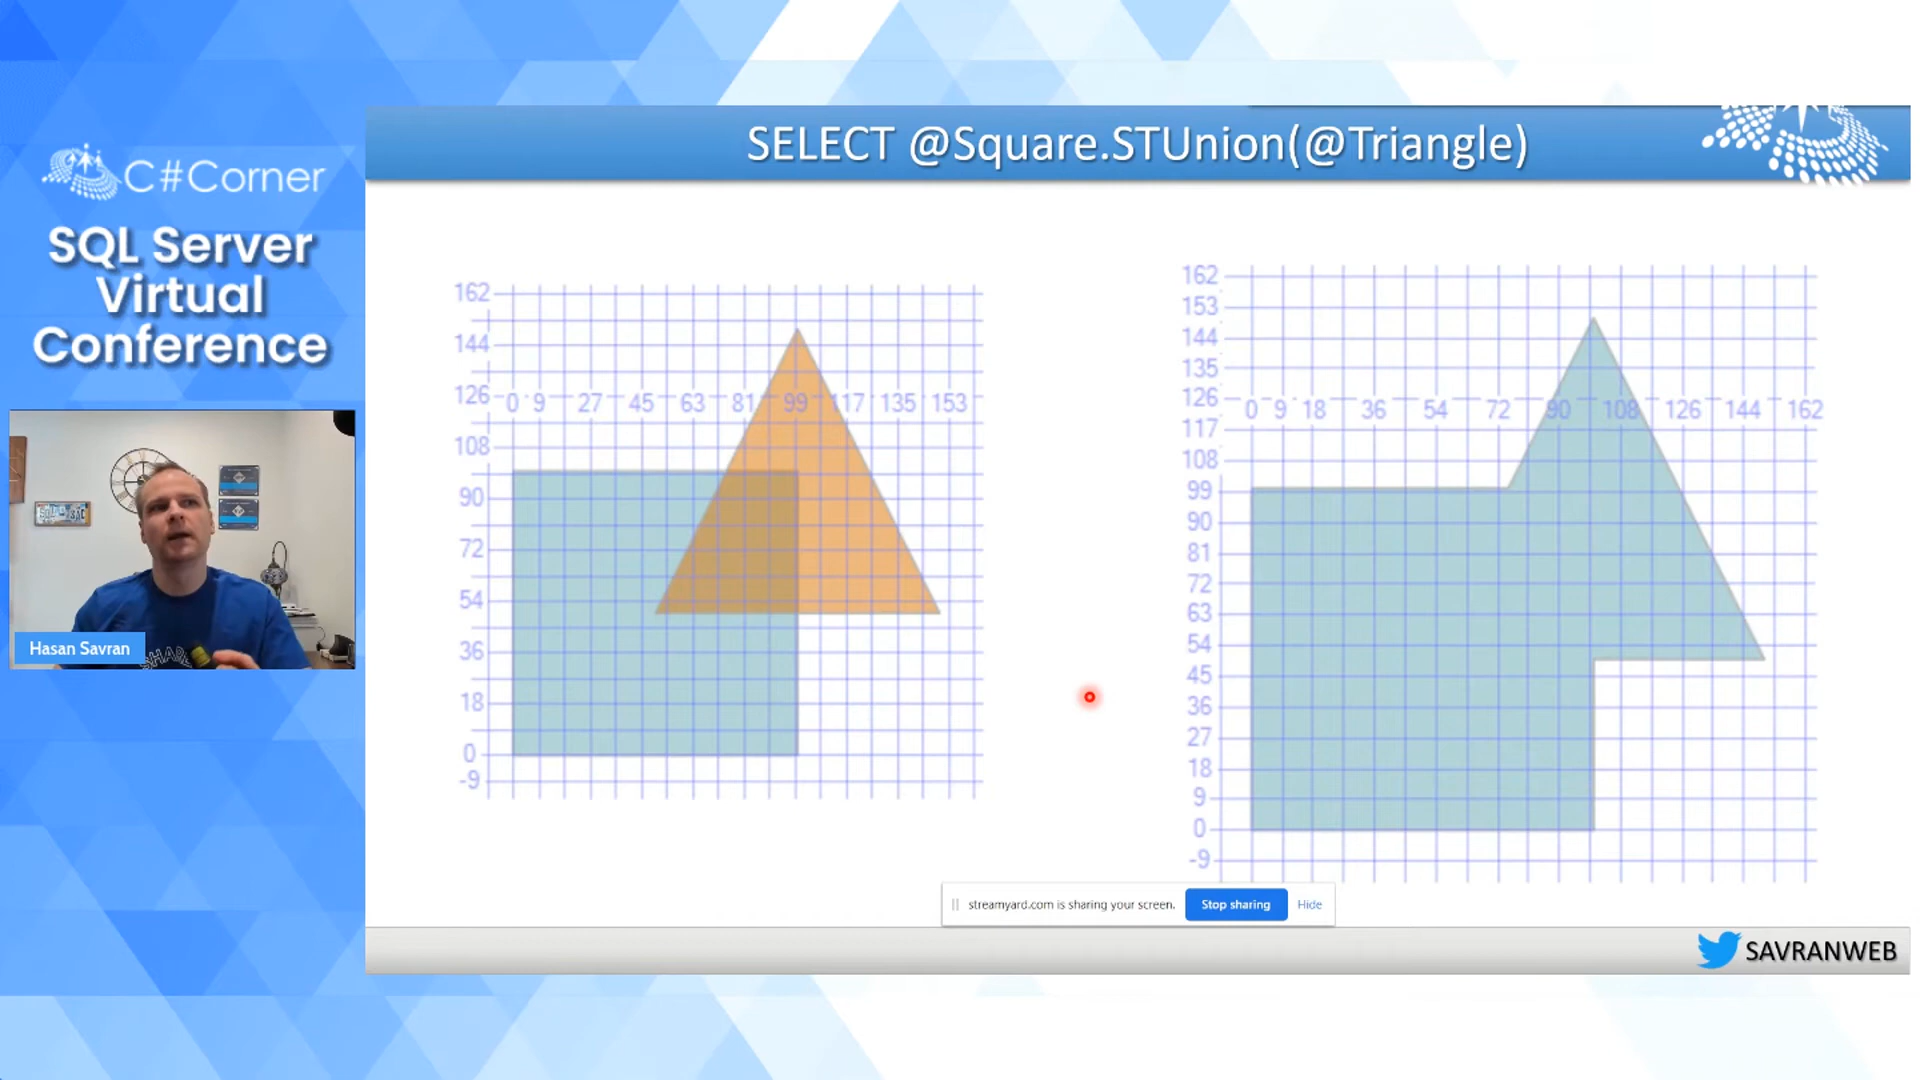 C#Corner
SQL Server
Virtual
Conference
Hasan Savran
SHARE
SELECT @Square.STUnion(@Triangle)
162
144
126
0 9 27 45 63 81 99 117 135 153
108
90
72
54
36
18
0
-9
162
153
144
135
126
0 9 18 36 54 72 90 108 126 144 162
117
108
99
90
81
72
63
54
45
36
27
18
9
0
-9
streamyard.com is sharing your screen. Stop sharing Hide
SAVRANWEB